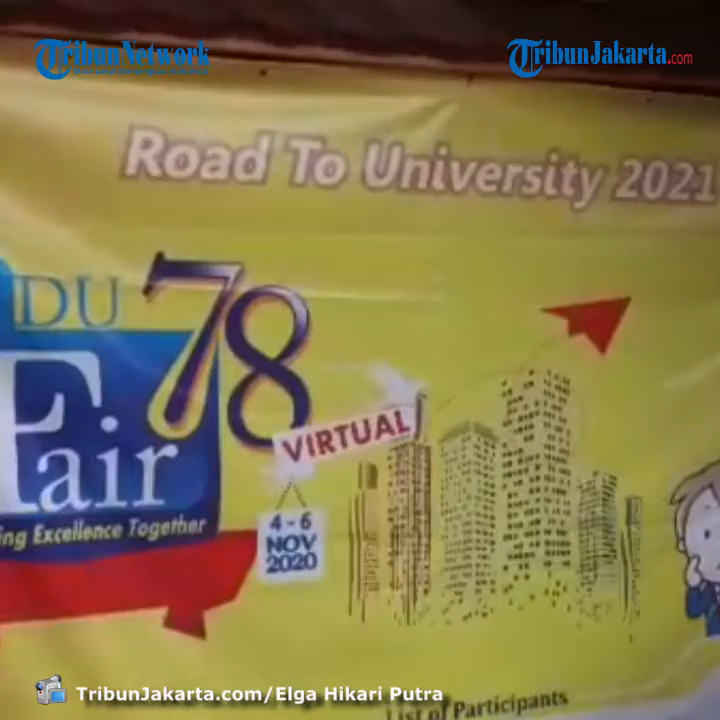 TribunNetwork
TribunJakarta.com
Road To University 2021
DU 78
Fair
VIRTUAL
ing Excellence Together
4 - 6
NOV
2020
TribunJakarta.com/Elga Hikari Putra
List of Participants